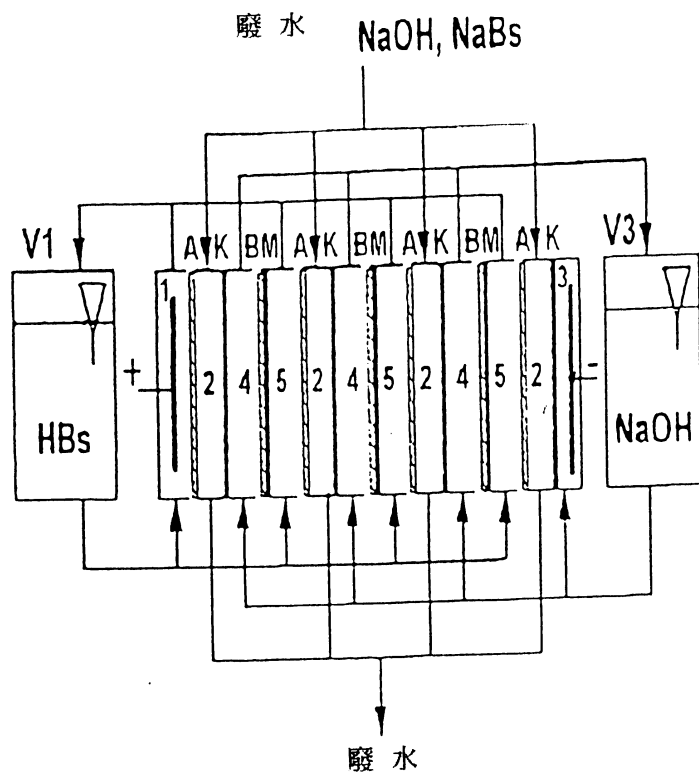 廢水 NaOH, NaBs
V1 A K BM A K BM A K BM A K V3
1 3
+ 2 4 5 2 4 5 2 4 5 2 -
HBs NaOH
廢水